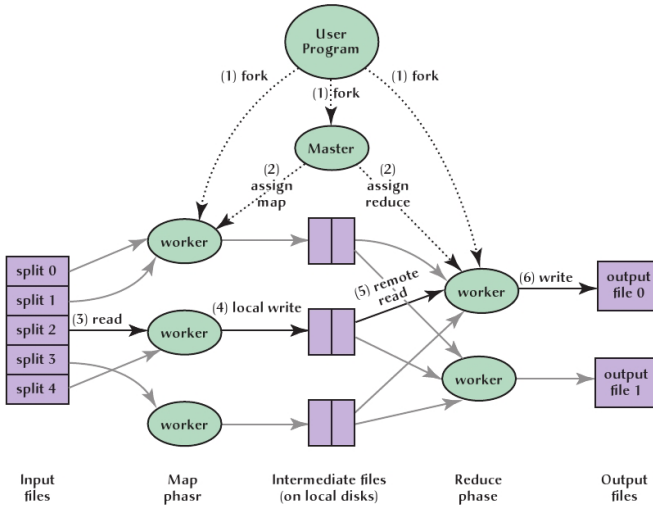 User
Program
(1) fork
(1) fork
(1) fork
Master
(2)
assign
map
(2)
assign
reduce
worker
split 0
split 1
split 2
split 3
split 4
(3) read
worker
(4) local write
(5) remote
read
worker
(6) write
output
file 0
worker
output
file 1
worker
Input
files
Map
phasr
Intermediate files
(on local disks)
Reduce
phase
Output
files